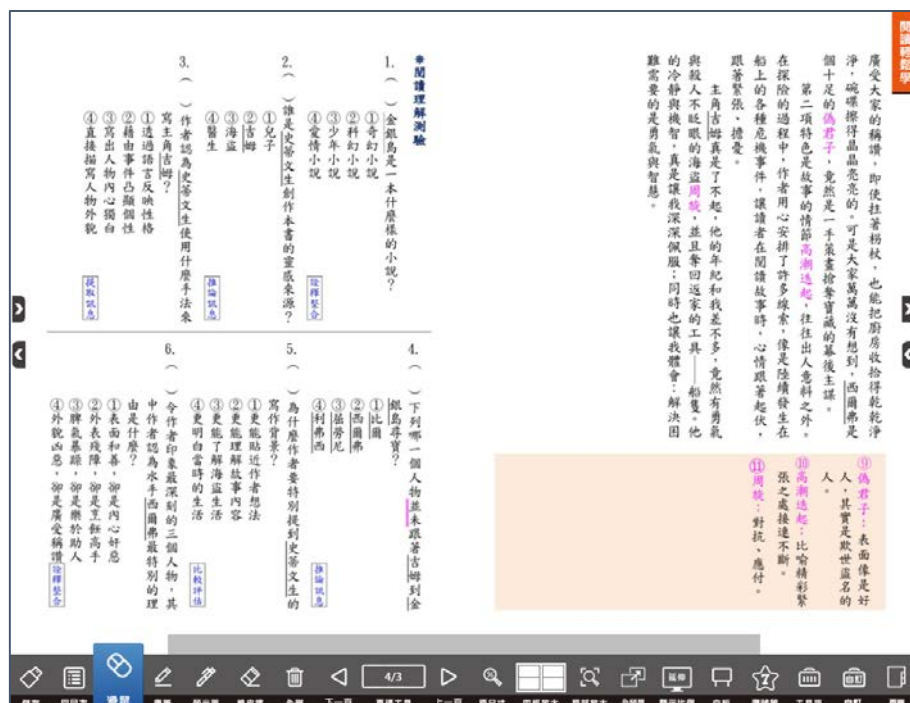 閱讀輕鬆學
廣受大家的稱讚，即使拄著柺杖，也能把廚房收拾得乾乾淨
淨，碗碟擦得晶晶亮亮的。可是大家萬萬沒有想到，西爾弗是
個十足的偽君子，竟然是一手策畫搶奪寶藏的幕後主謀。
第二項特色是故事的情節高潮迭起，往往出人意料之外。
在探險的過程中，作者用心安排了許多線索，像是陸續發生在
船上的各種危機事件，讓讀者在閱讀故事時，心情跟著起伏，
跟著緊張、擔憂。
主角吉姆真是了不起，他的年紀和我差不多，竟然有勇氣
與殺人不眨眼的海盜周旋，並且奪回返家的工具──船隻。他
的冷靜與機智，真是讓我深深佩服；同時也讓我體會：解決困
難需要的是勇氣與智慧。
⑨偽君子：表面像是好
人，其實是欺世盜名的
人。
⑩高潮迭起：比喻精彩緊
張之處接連不斷。
⑪周旋：對抗、應付。
閱讀理解測驗
1.（ ）金銀島是一本什麼樣的小說？
①奇幻小說
②科幻小說
③少年小說
④愛情小說
詮釋整合
2.（ ）誰是史蒂文生創作本書的靈感來源？
①兒子
②吉姆
③海盜
④醫生
推論訊息
3.（ ）作者認為史蒂文生使用什麼手法來
寫主角吉姆？
①透過語言反映性格
②藉由事件凸顯個性
③寫出人物內心獨白
④直接描寫人物外貌
提取訊息
4.（ ）下列哪一個人物並未跟著吉姆到金
銀島尋寶？
①比爾
②西爾弗
③屈勞尼
④利弗西
推論訊息
5.（ ）為什麼作者要特別提到史蒂文生的
寫作背景？
①更能貼近作者想法
②更能理解故事內容
③更能了解海盜生活
④更明白當時的生活
比較評估
6.（ ）令作者印象最深刻的三個人物，其
中作者認為水手西爾弗最特別的理
由是什麼？
①表面和善，卻是內心奸惡
②外表殘障，卻是烹飪高手
③脾氣暴躁，卻是樂於助人
④外貌凶惡，卻是廣受稱讚
詮釋整合
4/3